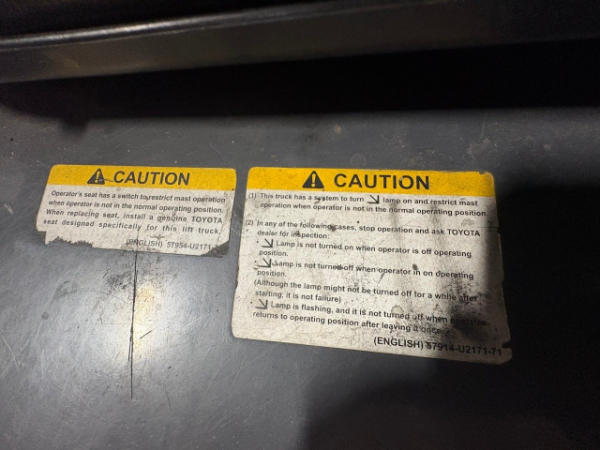 CAUTION
Operator's seat has a switch to restrict mast operation
when operator is not in the normal operating position.
When replacing seat, install a genuine TOYOTA
seat designed specifically for this lift truck.
(ENGLISH) 57954-U2171
CAUTION
(1) This truck has a system to turn lamp on and restrict mast
operation when operator is not in the normal operating position.
(2) In any of the following cases, stop operation and ask TOYOTA
dealer for inspection:
· Lamp is not turned on when operator is off operating
position.
· Lamp is not turned off when operator in on operating
position.
(Although the lamp might not be turned off for a while after
starting, it is not failure)
· Lamp is flashing, and it is not turned off when
returns to operating position after leaving it once.
(ENGLISH) 57914-U2171-71